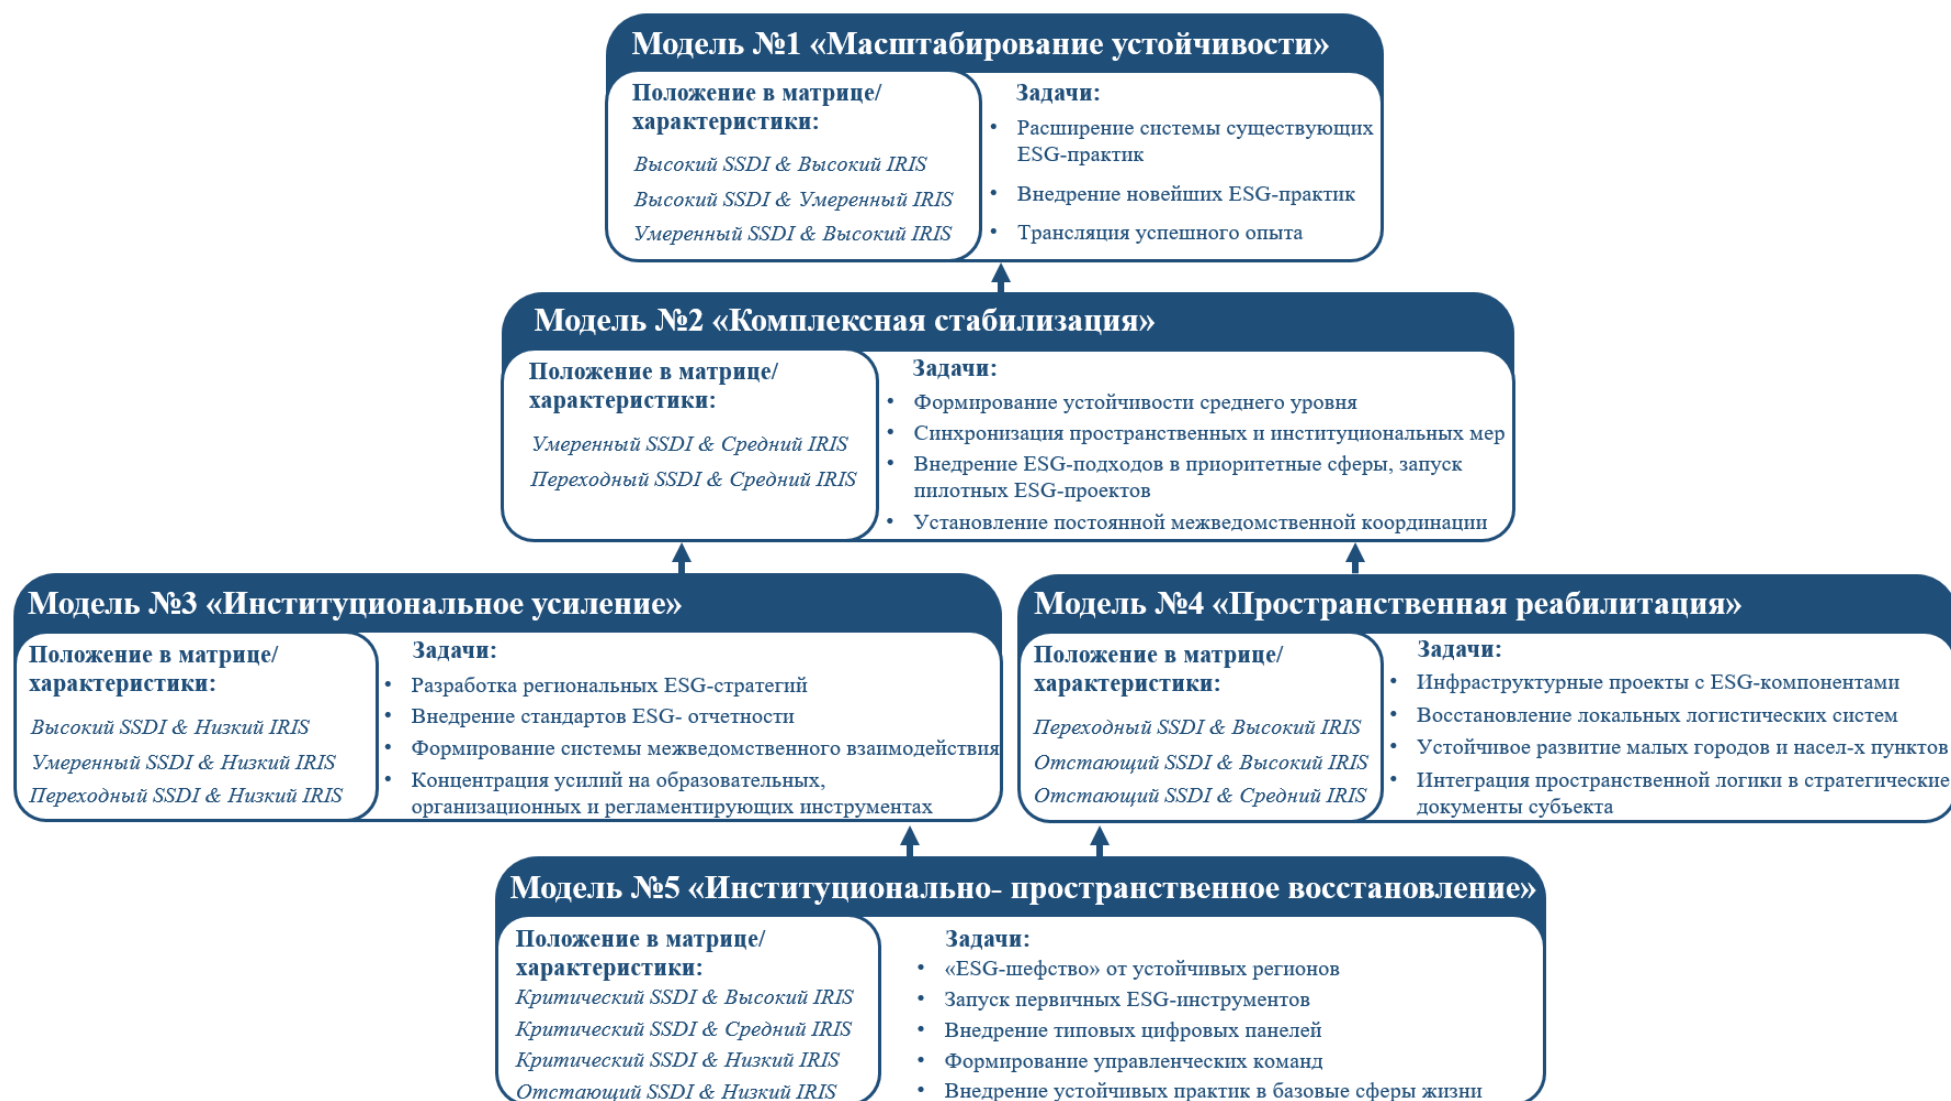 Модель №1 «Масштабирование устойчивости»
Положение в матрице/
характеристики:
Высокий SSDI & Высокий IRIS
Высокий SSDI & Умеренный IRIS
Умеренный SSDI & Высокий IRIS
Задачи:
• Расширение системы существующих
ESG-практик
• Внедрение новейших ESG-практик
• Трансляция успешного опыта
Модель №2 «Комплексная стабилизация»
Положение в матрице/
характеристики:
Умеренный SSDI & Средний IRIS
Переходный SSDI & Средний IRIS
Задачи:
• Формирование устойчивости среднего уровня
• Синхронизация пространственных и институциональных мер
• Внедрение ESG-подходов в приоритетные сферы, запуск
пилотных ESG-проектов
• Установление постоянной межведомственной координации
Модель №3 «Институциональное усиление»
Положение в матрице/
характеристики:
Высокий SSDI & Низкий IRIS
Умеренный SSDI & Низкий IRIS
Переходный SSDI & Низкий IRIS
Задачи:
• Разработка региональных ESG-стратегий
• Внедрение стандартов ESG- отчетности
• Формирование системы межведомственного взаимодействия
• Концентрация усилий на образовательных,
организационных и регламентирующих инструментах
Модель №4 «Пространственная реабилитация»
Положение в матрице/
характеристики:
Переходный SSDI & Высокий IRIS
Отстающий SSDI & Высокий IRIS
Отстающий SSDI & Средний IRIS
Задачи:
• Инфраструктурные проекты с ESG-компонентами
• Восстановление локальных логистических систем
• Устойчивое развитие малых городов и насел-х пунктов
• Интеграция пространственной логики в стратегические
документы субъекта
Модель №5 «Институционально- пространственное восстановление»
Положение в матрице/
характеристики:
Критический SSDI & Высокий IRIS
Критический SSDI & Средний IRIS
Критический SSDI & Низкий IRIS
Отстающий SSDI & Низкий IRIS
Задачи:
• «ESG-шефство» от устойчивых регионов
• Запуск первичных ESG-инструментов
• Внедрение типовых цифровых панелей
• Формирование управленческих команд
• Внедрение устойчивых практик в базовые сферы жизни